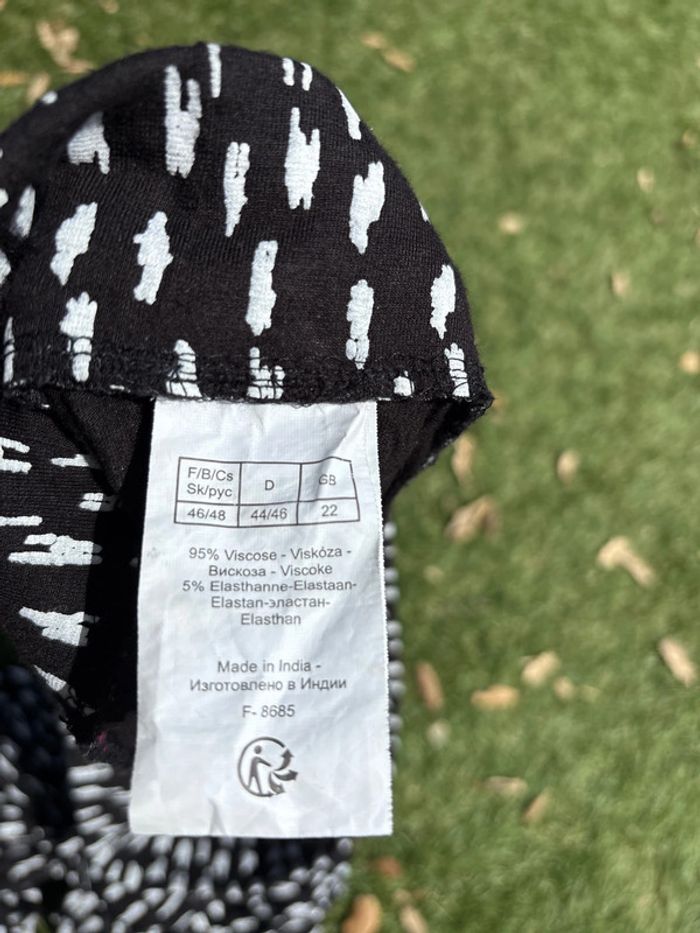 F/B/Cs D GB
Sk/рус
46/48 44/46 22
95% Viscose - Viskóza -
Вискоза - Viscoke
5% Elasthanne-Elastaan-
Elastan-эластан-
Elasthan
Made in India -
Изготовлено в Индии
F- 8685